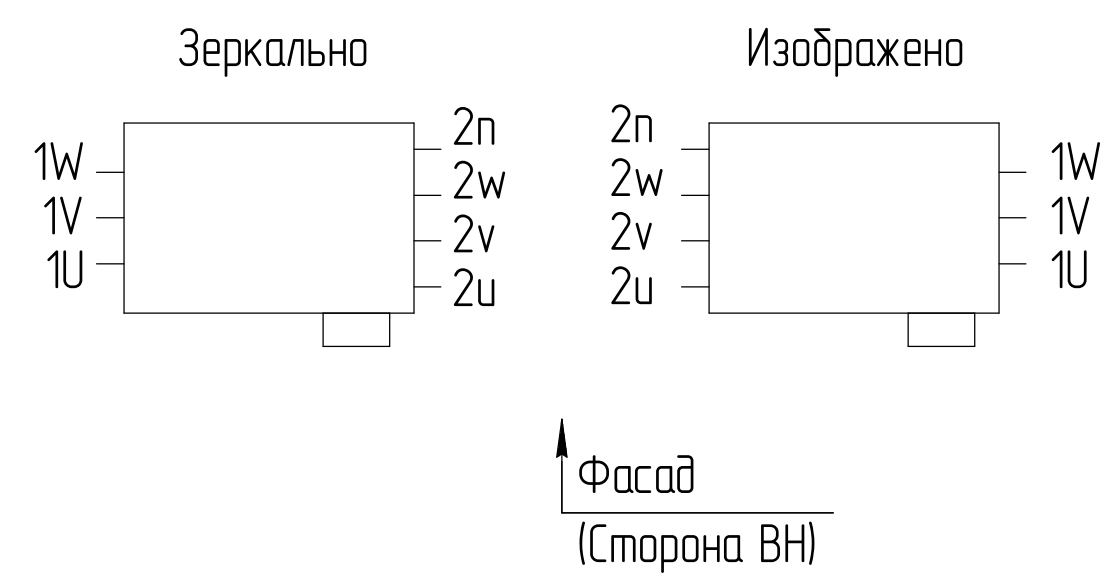 Зеркально
1W
1V
1U
2n
2w
2v
2u
Изображено
2n
2w
2v
2u
1W
1V
1U
Фасад
(Сторона ВН)